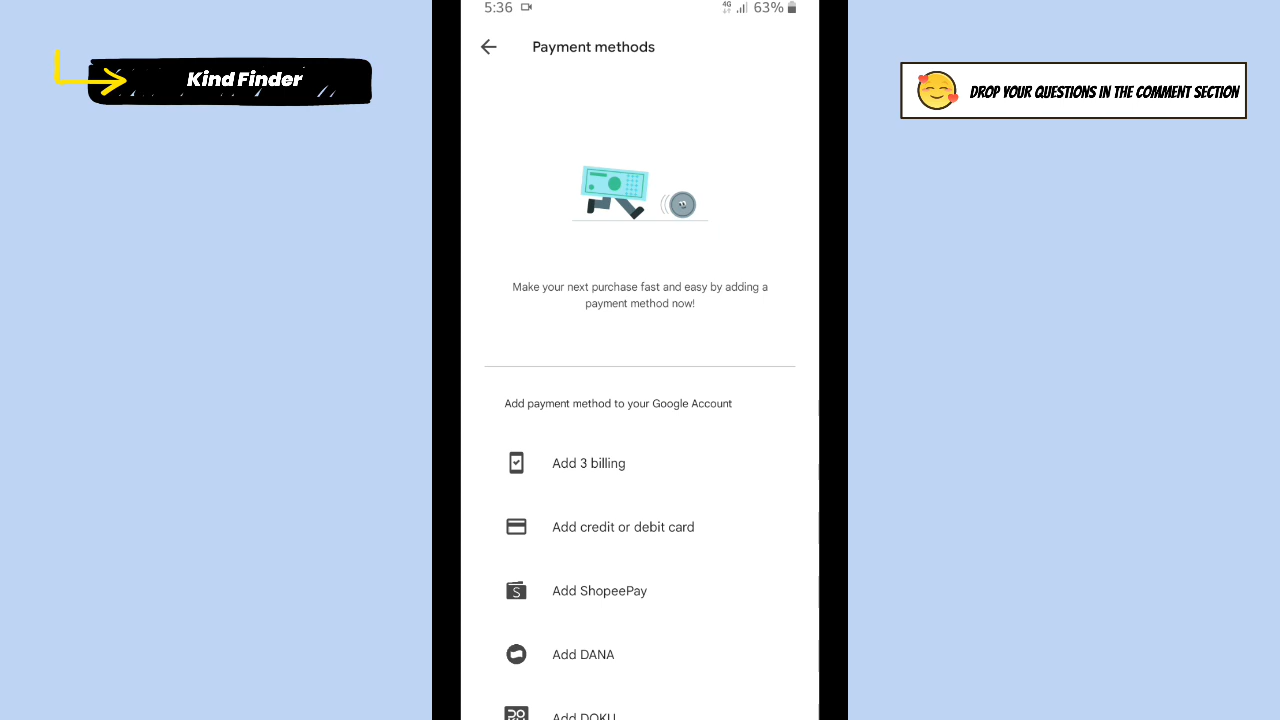 5:36
4G
63%
Kind Finder
Payment methods
DROP YOUR QUESTIONS IN THE COMMENT SECTION
Make your next purchase fast and easy by adding a
payment method now!
Add payment method to your Google Account
Add 3 billing
Add credit or debit card
S
Add ShopeePay
Add DANA
Add DOKU